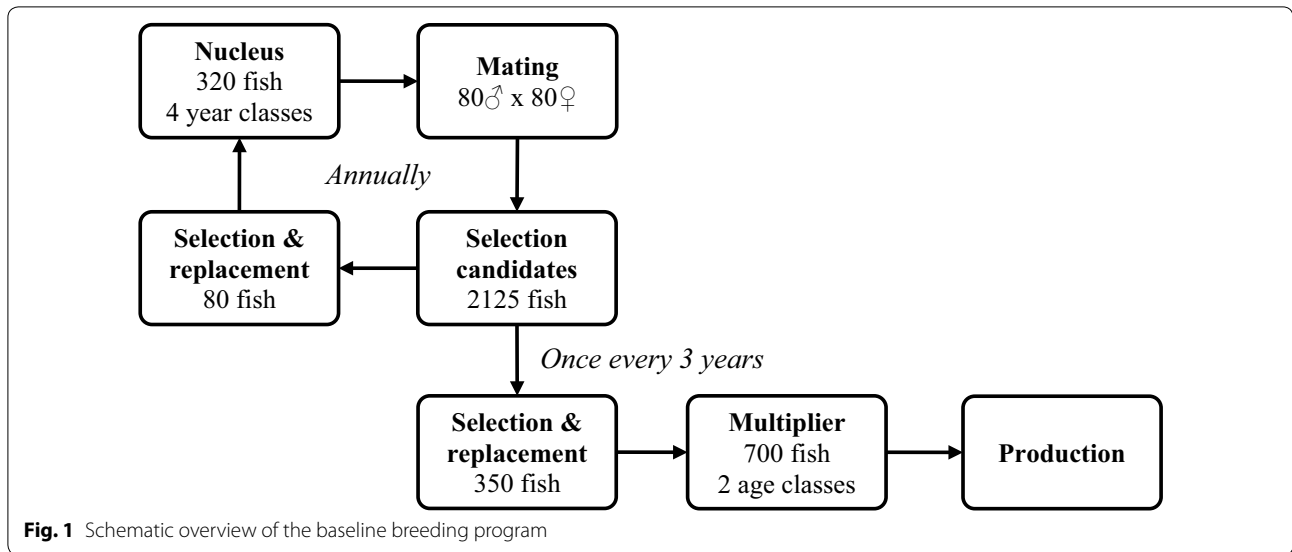 Nucleus
320 fish
4 year classes
Mating
80♂ x 80♀
Annually
Selection &
replacement
80 fish
Selection
candidates
2125 fish
Once every 3 years
Selection &
replacement
350 fish
Multiplier
700 fish
2 age classes
Production
Fig. 1 Schematic overview of the baseline breeding program